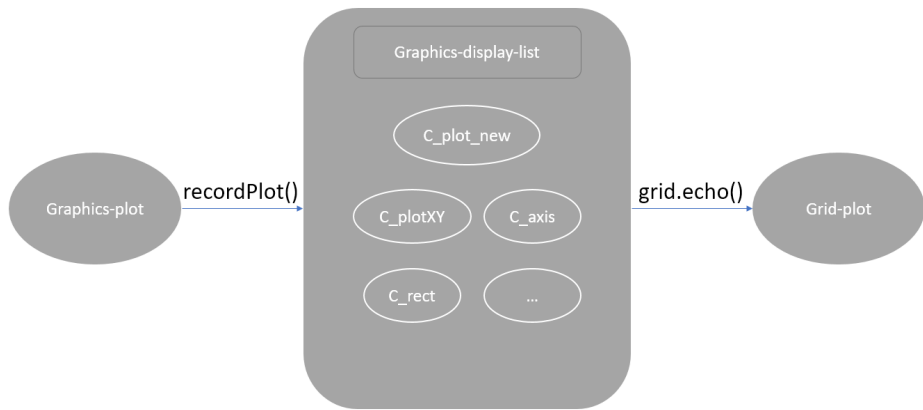 Graphics-plot
recordPlot()
Graphics-display-list
C_plot_new
C_plotXY
C_axis
C_rect
...
grid.echo()
Grid-plot